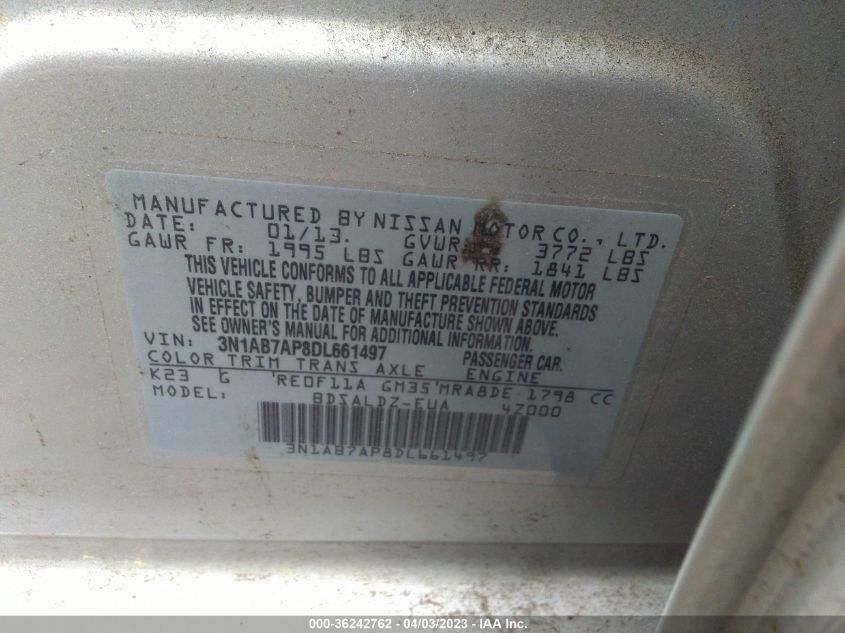 MANUFACTURED BY NISSAN MOTOR CO., LTD.
DATE: 01/13. GVWR 3772 LBS
GAWR FR: 1995 LBS GAWR RR: 1841 LBS
THIS VEHICLE CONFORMS TO ALL APPLICABLE FEDERAL MOTOR
VEHICLE SAFETY, BUMPER AND THEFT PREVENTION STANDARDS
IN EFFECT ON THE DATE OF MANUFACTURE SHOWN ABOVE.
SEE OWNER'S MANUAL FOR ADDITIONAL INFORMATION.
VIN: 3N1AB7AP8DL661497 PASSENGER CAR.
COLOR TRIM TRANS AXLE ENGINE
K23 G RE0F11A GM35 MRA8DE 1798 CC
MODEL: BDSALDZ-EUA 4Z000
3N1AB7AP8DL661497
000-36242762 - 04/03/2023 - IAA Inc.